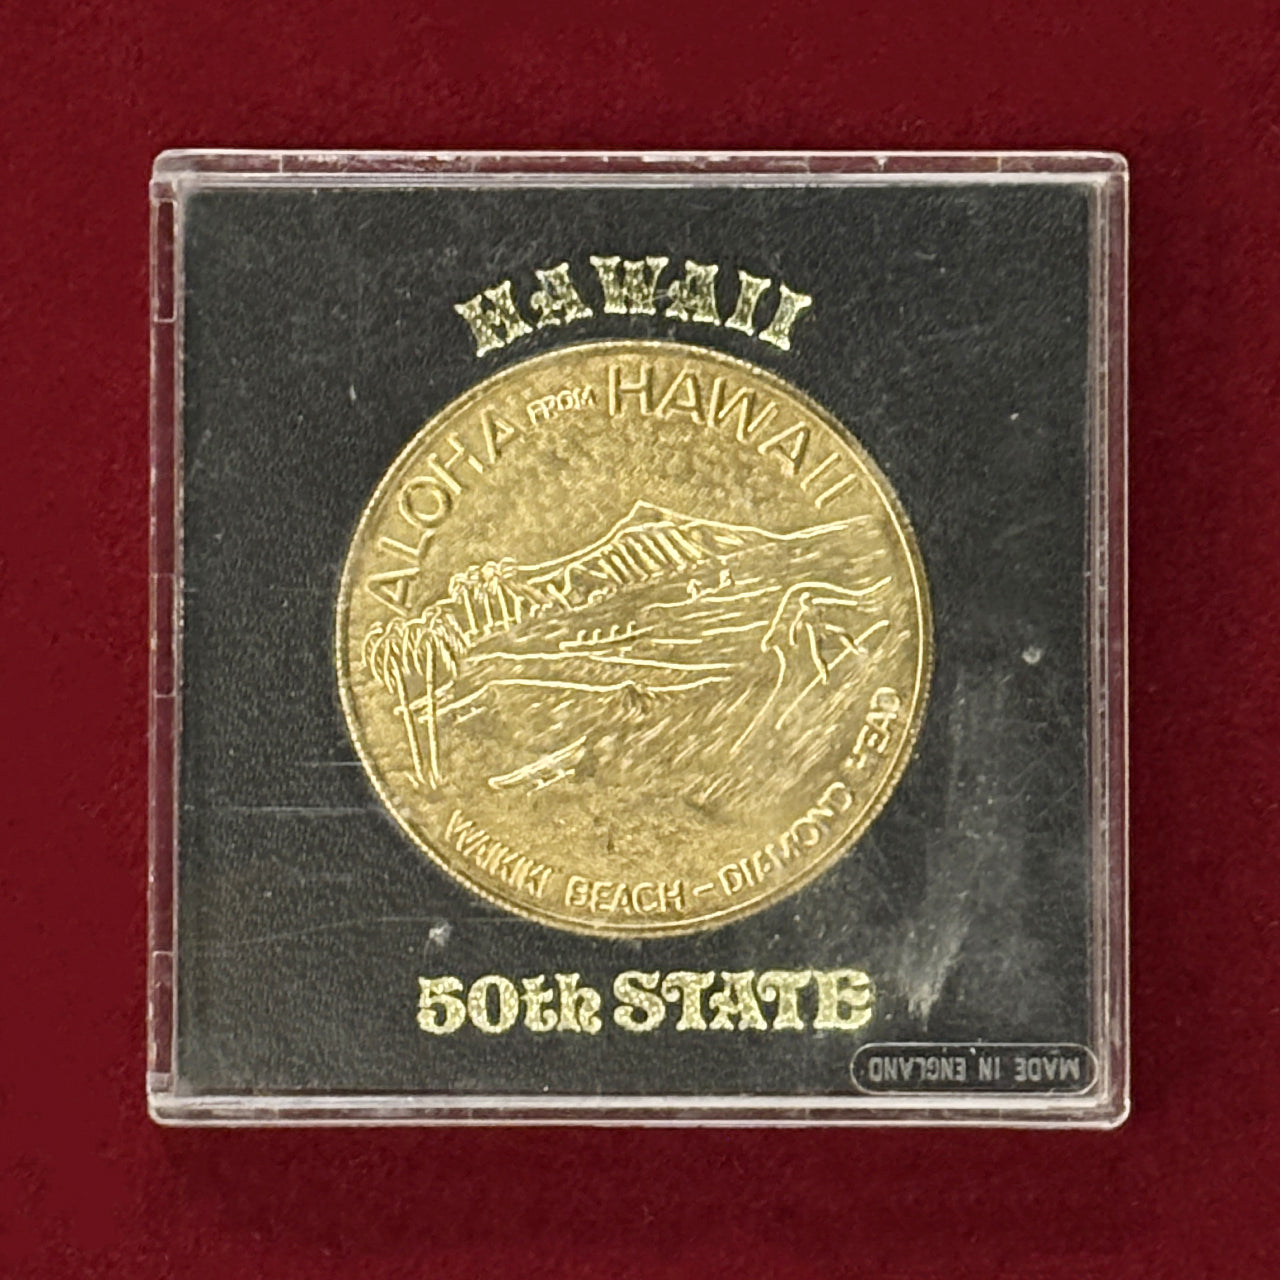 HAWAII
ALOHA FROM HAWAII
WAIKIKI BEACH - DIAMOND HEAD
50th STATE
MADE IN ENGLAND